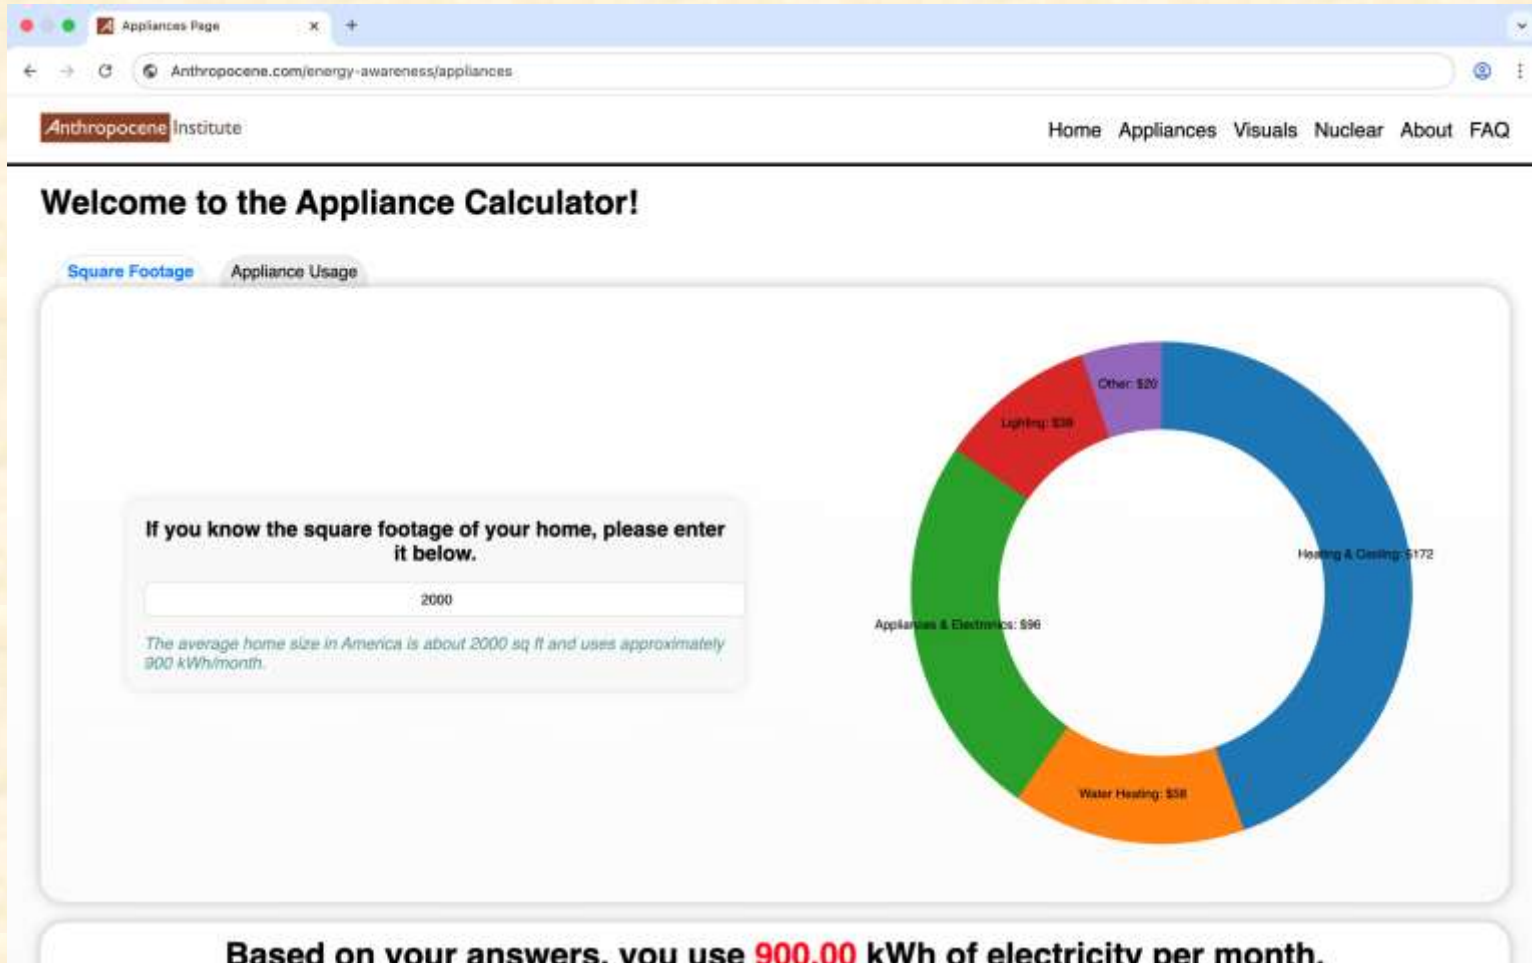 Appliances Page
Anthropocene.com/energy-awareness/appliances
Anthropocene Institute
Home Appliances Visuals Nuclear About FAQ
Welcome to the Appliance Calculator!
Square Footage Appliance Usage
Other: $20
Lighting:
Heating & Cooling: $172
If you know the square footage of your home, please enter
it below.
2000
Appliances & Electronics: $96
The average home size in America is about 2000 sq ft and uses approximately
900 kWh/month.
Water Heating: $58
Based on your answers, you use 900.00 kWh of electricity per month.